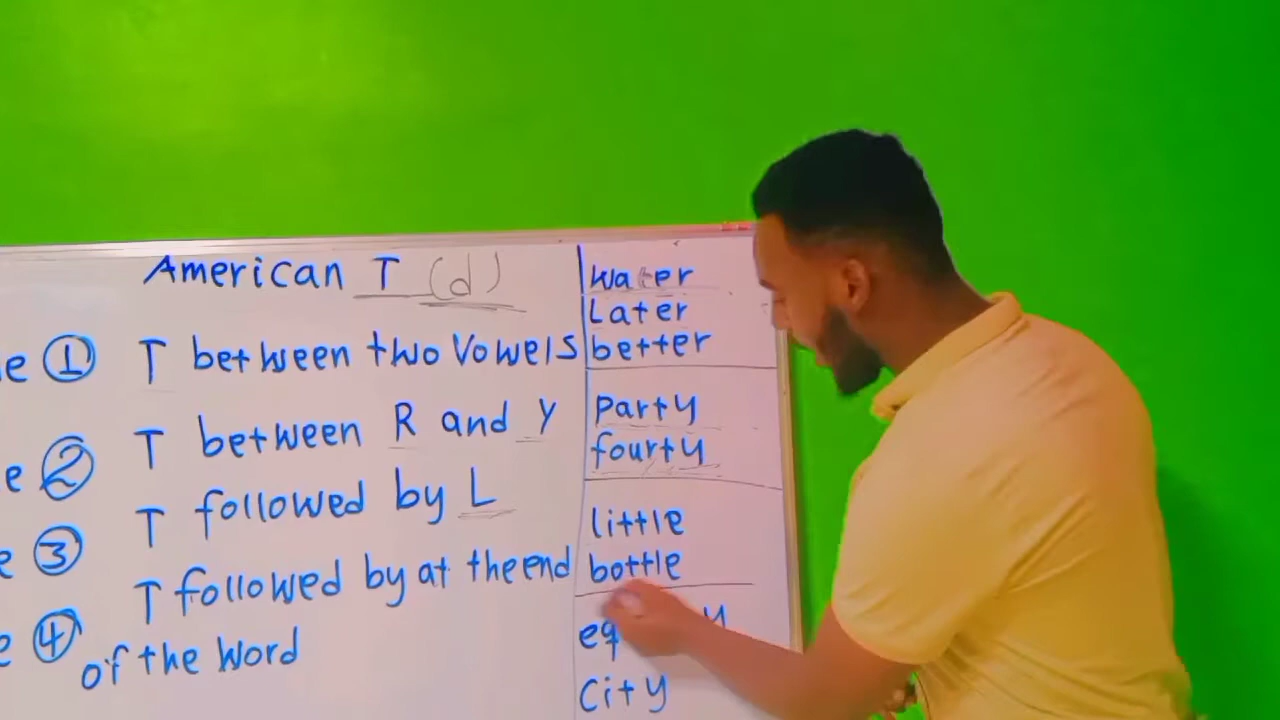 American T (d)
e ① T between two Vowels
e ② T between R and Y
e ③ T followed by L
e ④ T followed by at the end
of the Word
Water
Later
better
Party
fourty
little
bottle
City